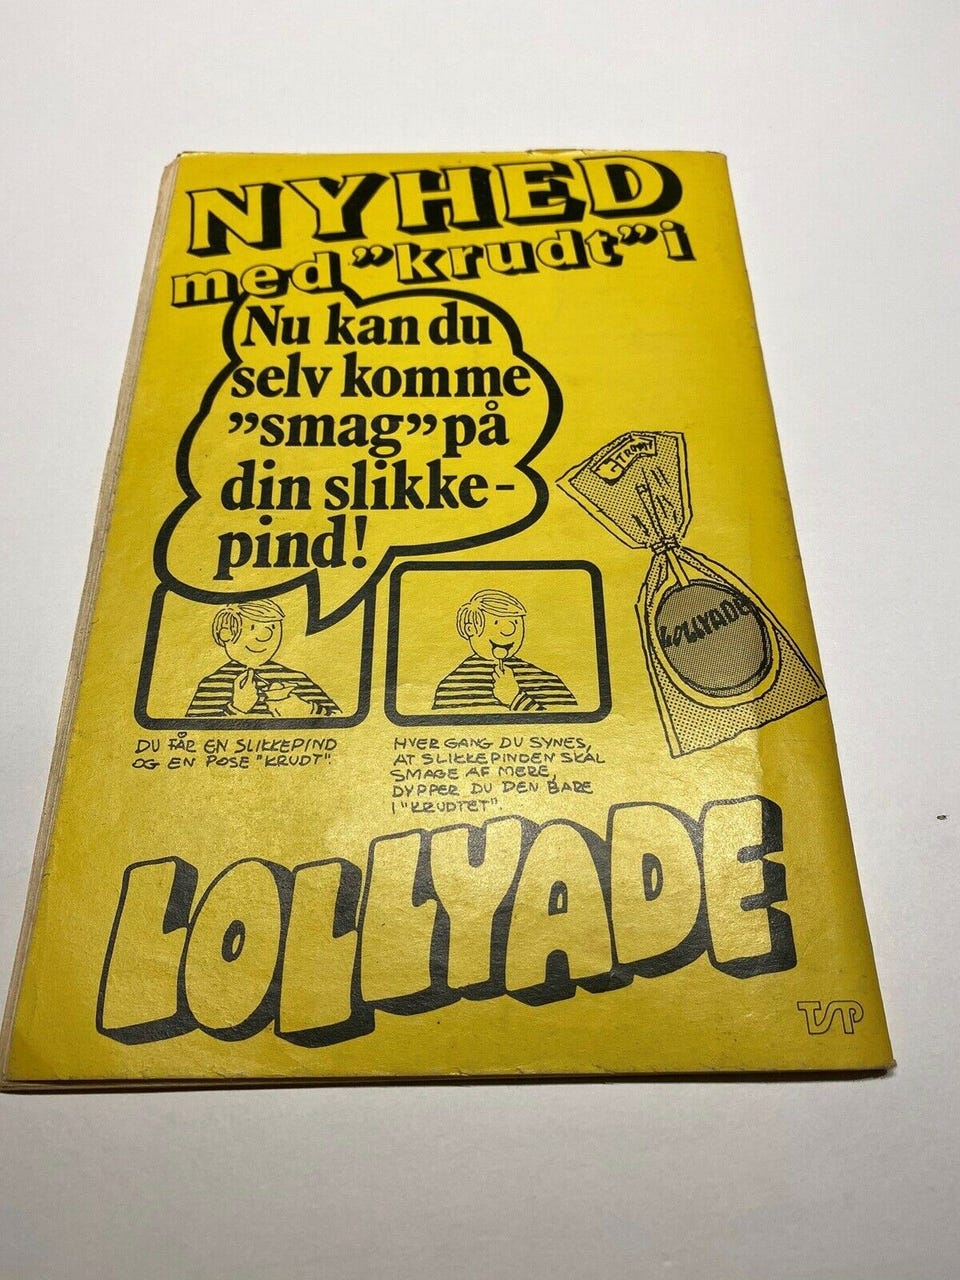 NYHED
med "krudt" i
Nu kan du
selv komme
"smag" på
din slikke-
pind!
LOLLYADE
DU FÅR EN SLIKKEPIND
OG EN POSE "KRUDT".
HVER GANG DU SYNES,
AT SLIKKEPINDEN SKAL
SMAGE AF MERE,
DYPPER DU DEN BARE
I "KRUDTET".
LOLLYADE